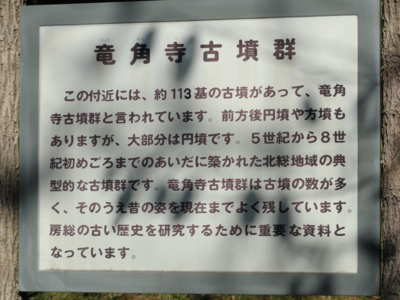 竜角寺古墳群
この付近には、約113基の古墳があって、竜角
寺古墳群と言われています。前方後円墳や方墳も
ありますが、大部分は円墳です。5世紀から8世
紀初めごろまでのあいだに築かれた北総地域の典
型的な古墳群です。竜角寺古墳群は古墳の数が多
く、そのうえ昔の姿を現在までよく残しています。
房総の古い歴史を研究するために重要な資料と
なっています。